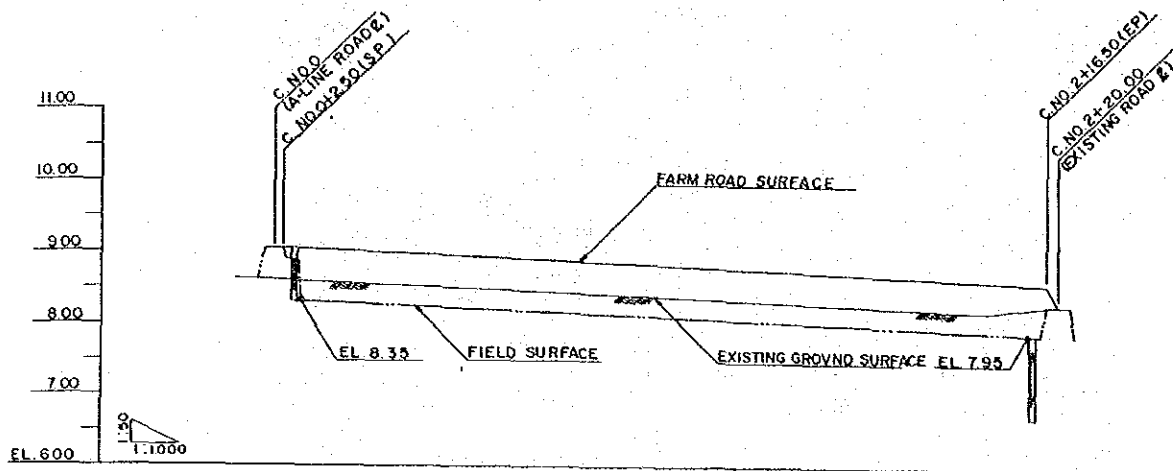 C. NO.0
(A-LINE ROAD ℄)
C. NO.0+2.50 (S.P.)
C.NO.2+16.50(EP)
C.NO.2+20.00
(EXISTING ROAD ℄)
11.00
10.00
9.00
8.00
7.00
EL.6.00
FARM ROAD SURFACE
EL. 8.35
FIELD SURFACE
EXISTING GROVND SURFACE
EL. 7.95
1:50
1:1000